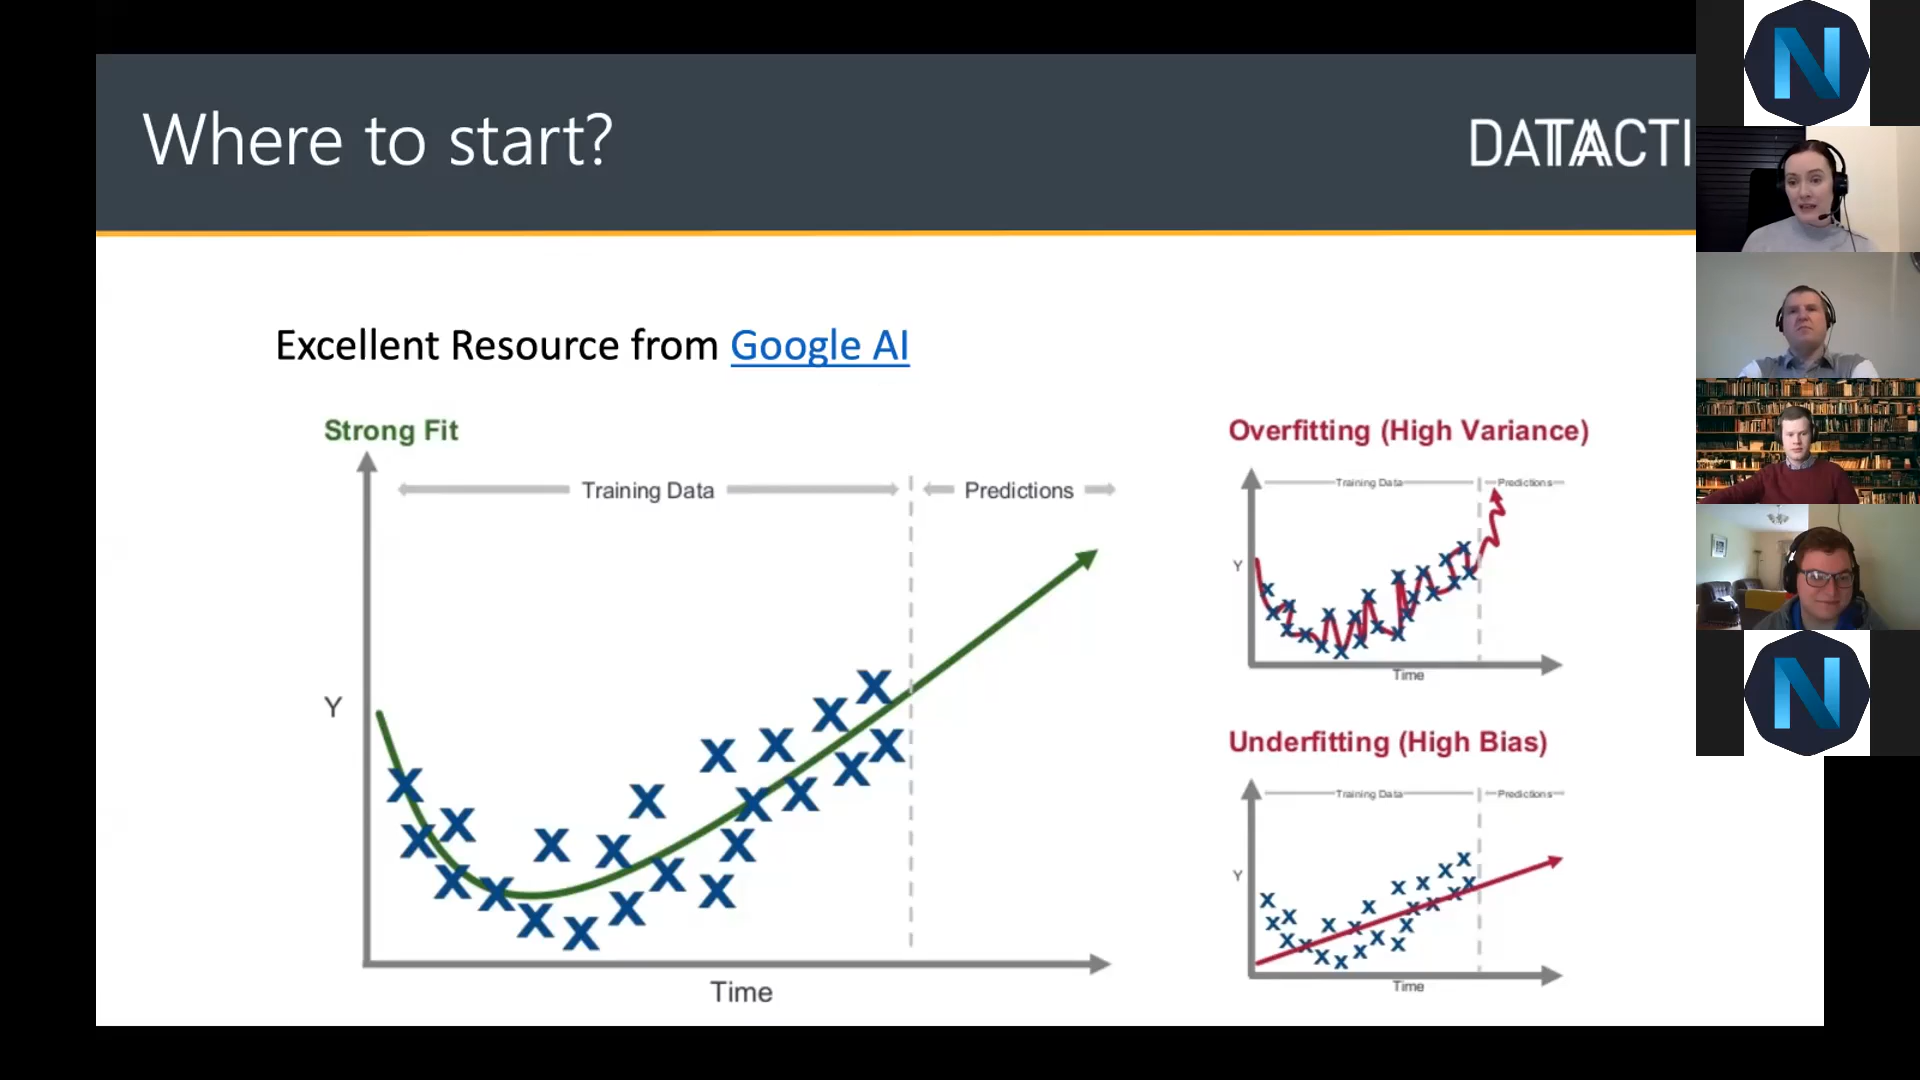 Where to start?
DATACTI
Excellent Resource from Google AI
Strong Fit
Training Data
Predictions
Y
Time
Overfitting (High Variance)
Training Data
Predictions
Y
Time
Underfitting (High Bias)
Training Data
Predictions
Y
Time
N
N